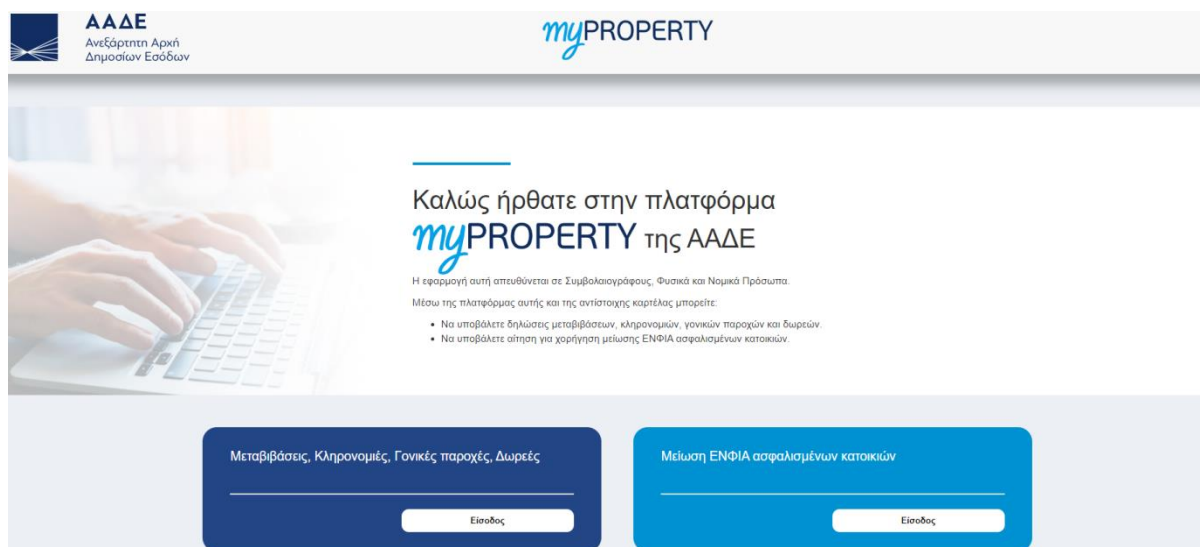 ΑΑΔΕ
Ανεξάρτητη Αρχή
Δημοσίων Εσόδων
myPROPERTY
Καλώς ήρθατε στην πλατφόρμα
myPROPERTY της ΑΑΔΕ
Η εφαρμογή αυτή απευθύνεται σε Συμβολαιογράφους, Φυσικά και Νομικά Πρόσωπα.
Μέσω της πλατφόρμας αυτής και της αντίστοιχης καρτέλας μπορείτε:
• Να υποβάλετε δηλώσεις μεταβιβάσεων, κληρονομιών, γονικών παροχών και δωρεών.
• Να υποβάλετε αίτηση για χορήγηση μείωσης ΕΝΦΙΑ ασφαλισμένων κατοικιών.
Μεταβιβάσεις, Κληρονομιές, Γονικές παροχές, Δωρεές
Είσοδος
Μείωση ΕΝΦΙΑ ασφαλισμένων κατοικιών
Είσοδος